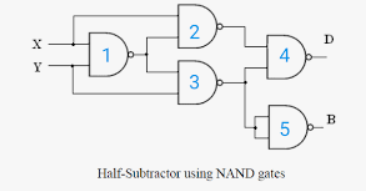 X
Y
1
2
3
4
5
D
B
Half-Subtractor using NAND gates